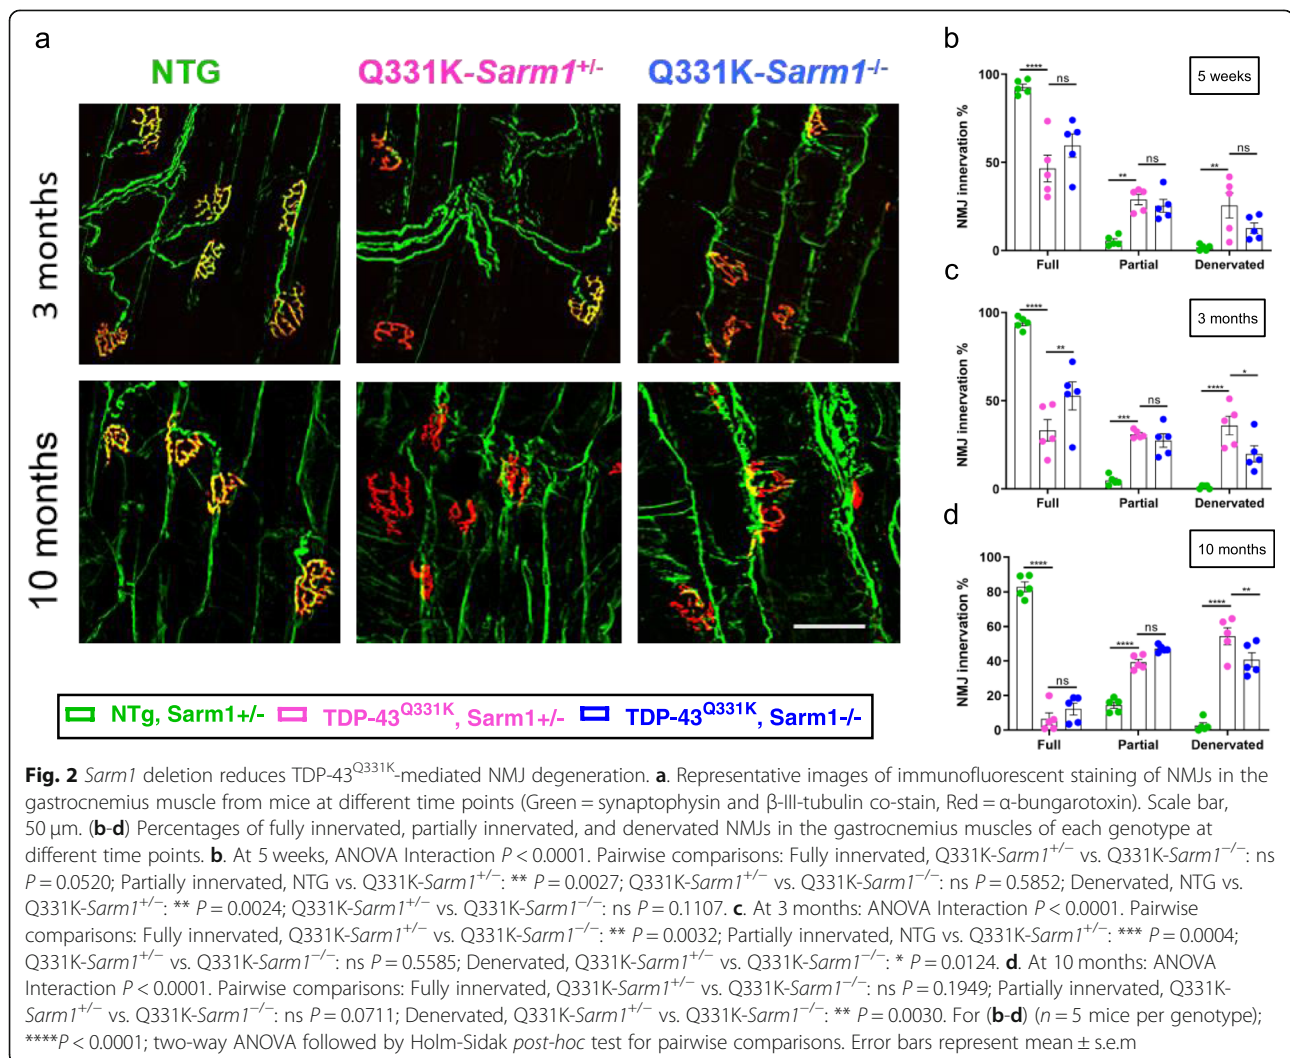 a
NTG
Q331K-Sarm1+/-
Q331K-Sarm1-/-
3 months
10 months
b
5 weeks
NMJ innervation %
100
50
0
****
ns
**
ns
**
ns
Full
Partial
Denervated
c
3 months
NMJ innervation %
100
50
0
****
**
***
ns
****
*
Full
Partial
Denervated
d
10 months
NMJ innervation %
100
80
60
40
20
0
****
ns
****
ns
****
**
Full
Partial
Denervated
NTg, Sarm1+/- TDP-43Q331K, Sarm1+/- TDP-43Q331K, Sarm1-/-
Fig. 2 Sarm1 deletion reduces TDP-43Q331K-mediated NMJ degeneration. a. Representative images of immunofluorescent staining of NMJs in the
gastrocnemius muscle from mice at different time points (Green = synaptophysin and β-III-tubulin co-stain, Red = α-bungarotoxin). Scale bar,
50 μm. (b-d) Percentages of fully innervated, partially innervated, and denervated NMJs in the gastrocnemius muscles of each genotype at
different time points. b. At 5 weeks, ANOVA Interaction P < 0.0001. Pairwise comparisons: Fully innervated, Q331K-Sarm1+/− vs. Q331K-Sarm1−/−: ns
P = 0.0520; Partially innervated, NTG vs. Q331K-Sarm1+/−: ** P = 0.0027; Q331K-Sarm1+/− vs. Q331K-Sarm1−/−: ns P = 0.5852; Denervated, NTG vs.
Q331K-Sarm1+/−: ** P = 0.0024; Q331K-Sarm1+/− vs. Q331K-Sarm1−/−: ns P = 0.1107. c. At 3 months: ANOVA Interaction P < 0.0001. Pairwise
comparisons: Fully innervated, Q331K-Sarm1+/− vs. Q331K-Sarm1−/−: ** P = 0.0032; Partially innervated, NTG vs. Q331K-Sarm1+/−: *** P = 0.0004;
Q331K-Sarm1+/− vs. Q331K-Sarm1−/−: ns P = 0.5585; Denervated, Q331K-Sarm1+/− vs. Q331K-Sarm1−/−: * P = 0.0124. d. At 10 months: ANOVA
Interaction P < 0.0001. Pairwise comparisons: Fully innervated, Q331K-Sarm1+/− vs. Q331K-Sarm1−/−: ns P = 0.1949; Partially innervated, Q331K-
Sarm1+/− vs. Q331K-Sarm1−/−: ns P = 0.0711; Denervated, Q331K-Sarm1+/− vs. Q331K-Sarm1−/−: ** P = 0.0030. For (b-d) (n = 5 mice per genotype);
****P < 0.0001; two-way ANOVA followed by Holm-Sidak post-hoc test for pairwise comparisons. Error bars represent mean ± s.e.m